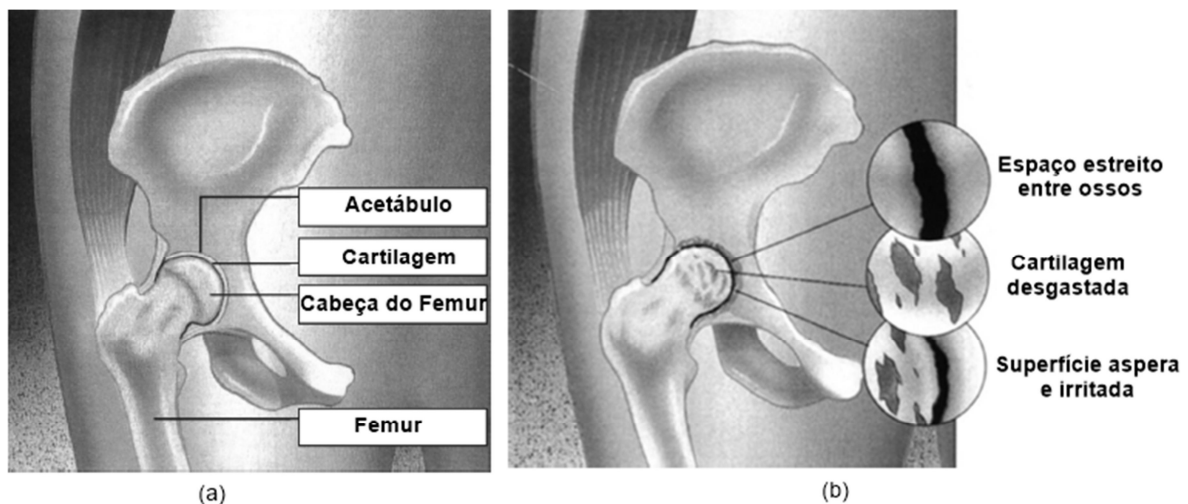 Acetábulo
Cartilagem
Cabeça do Femur
Femur
(a)
Espaço estreito
entre ossos
Cartilagem
desgastada
Superfície aspera
e irritada
(b)